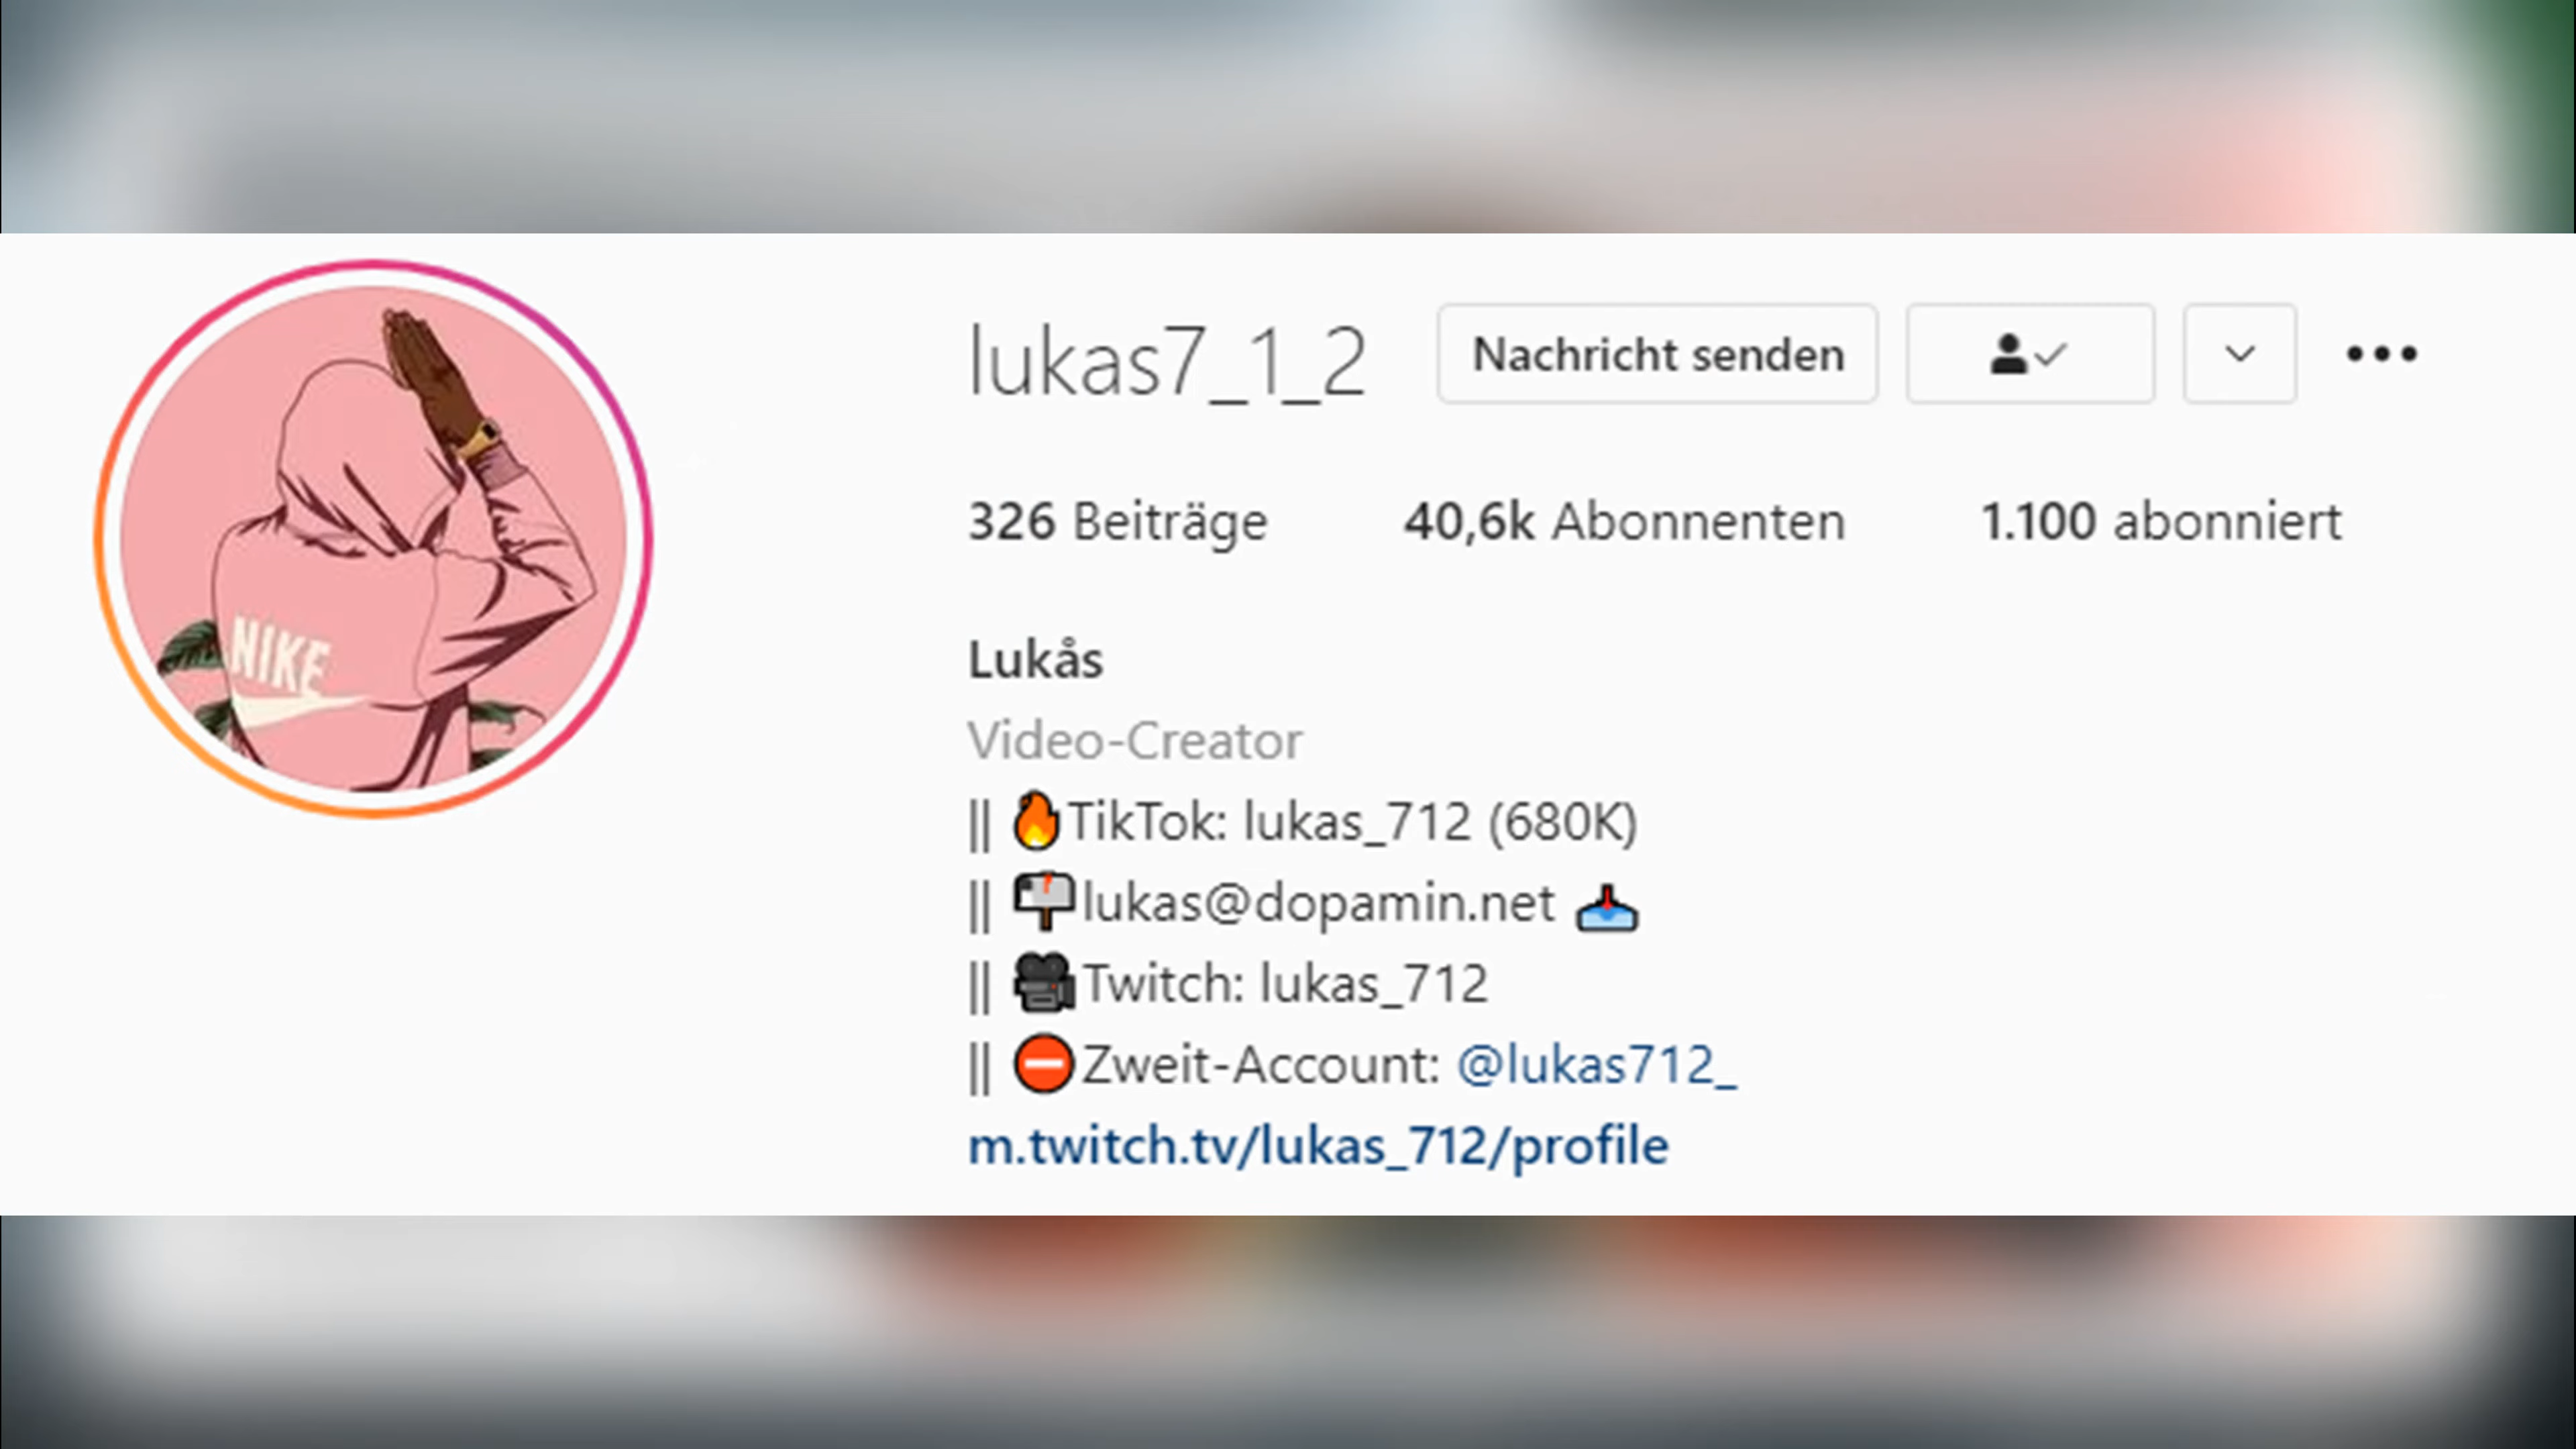 lukas7_1_2 Nachricht senden
326 Beiträge 40,6k Abonnenten 1.100 abonniert
Lukås
Video-Creator
|| 🔥TikTok: lukas_712 (680K)
|| 📬lukas@dopamin.net 📥
|| 🎥Twitch: lukas_712
|| ⛔Zweit-Account: @lukas712_
m.twitch.tv/lukas_712/profile
NIKE